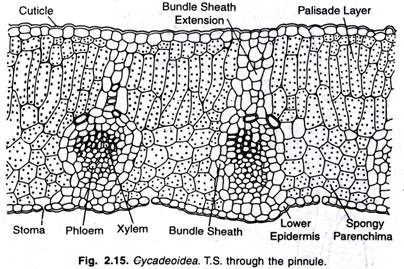 Cuticle
Bundle Sheath
Extension
Palisade Layer
Stoma
Phloem
Xylem
Bundle Sheath
Lower
Epidermis
Spongy
Parenchima
Fig. 2.15. Cycadeoidea. T.S. through the pinnule.